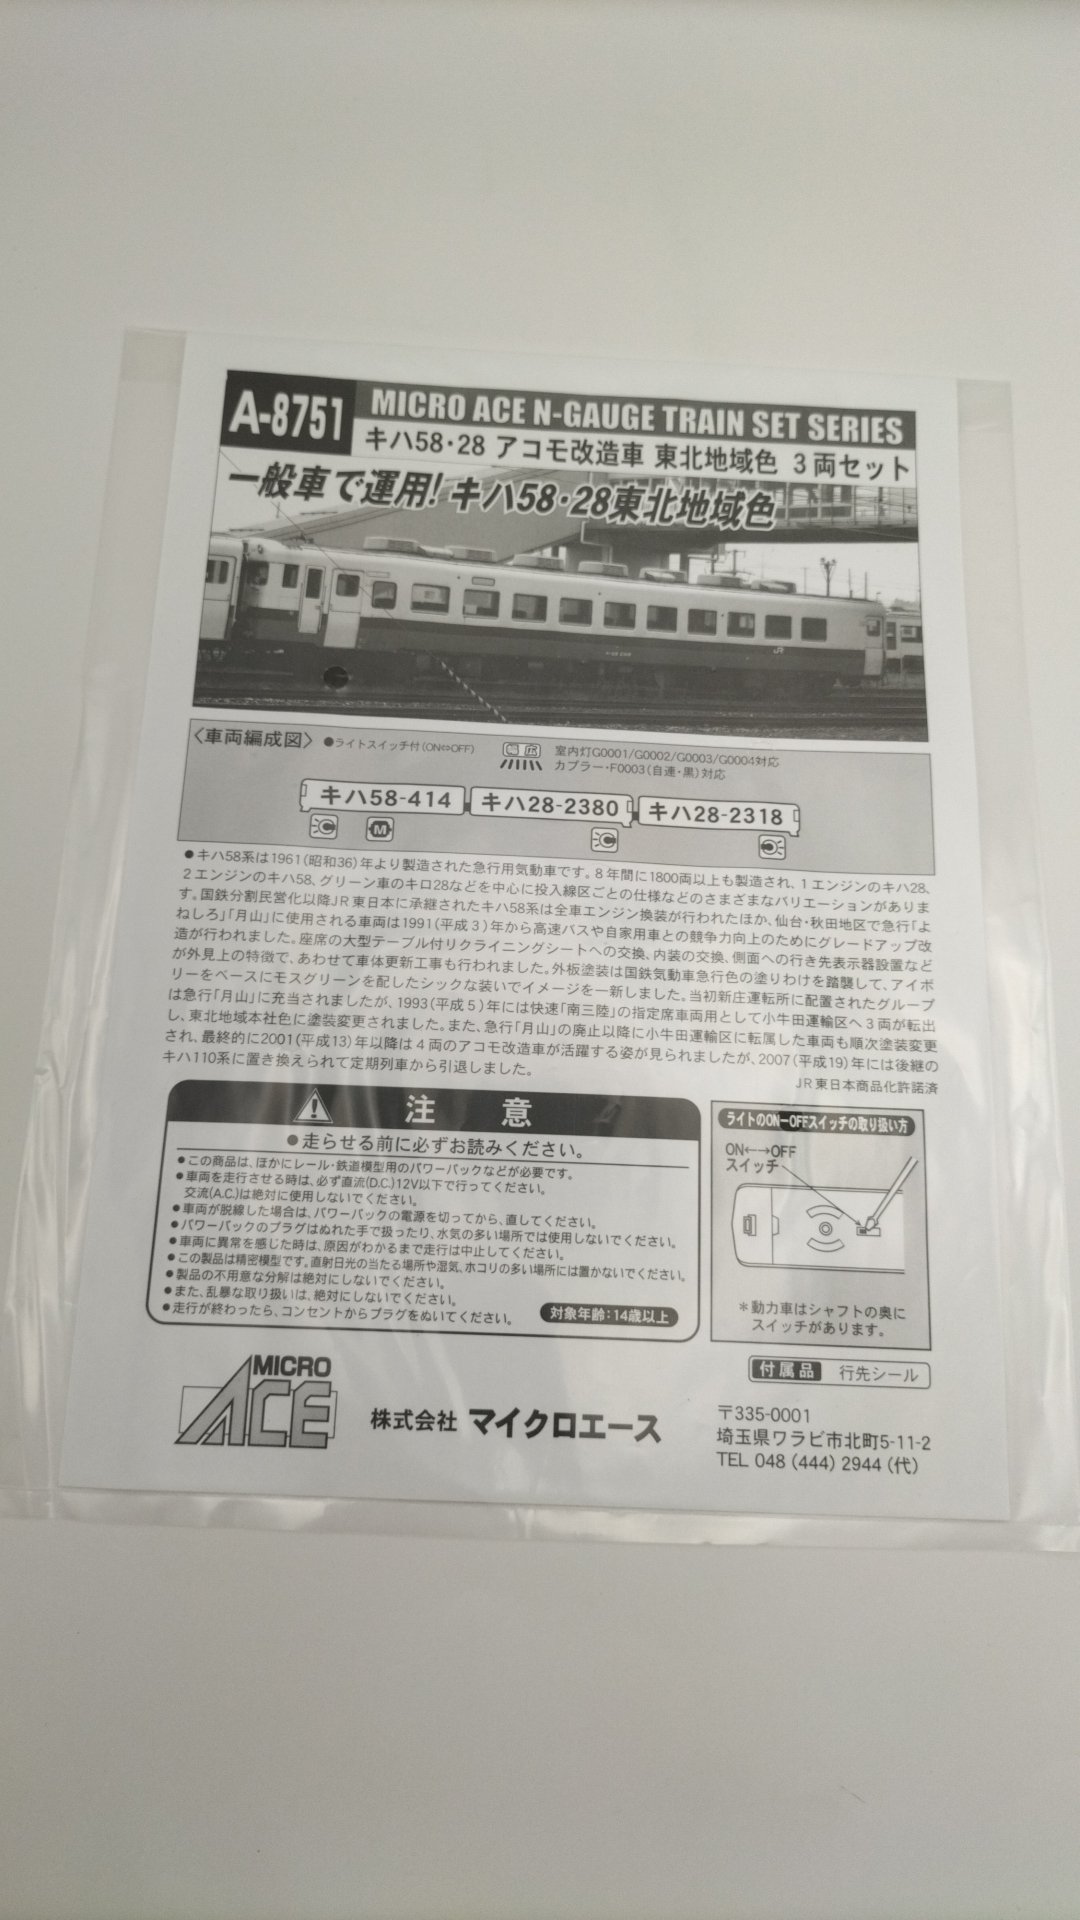 A-8751
MICRO ACE N-GAUGE TRAIN SET SERIES
キハ58・28 アコモ改造車 東北地域色 3両セット
一般車で運用! キハ58・28東北地域色
JR
〈車両編成図〉 ●ライトスイッチ付(ON⇔OFF)
室内灯G0001/G0002/G0003/G0004対応
カプラー・F0003(自連・黒)対応
キハ58-414 キハ28-2380 キハ28-2318
M
●キハ58系は1961(昭和36)年より製造された急行用気動車です。8年間に1800両以上も製造され、1エンジンのキハ28、
2エンジンのキハ58、グリーン車のキロ28などを中心に投入線区ごとの仕様などのさまざまなバリエーションがありま
す。国鉄分割民営化以降JR東日本に承継されたキハ58系は全車エンジン換装が行われたほか、仙台・秋田地区で急行「よ
ねしろ」「月山」に使用される車両は1991(平成3)年から高速バスや自家用車との競争力向上のためにグレードアップ改
造が行われました。座席の大型テーブル付リクライニングシートへの交換、内装の交換、側面への行き先表示器設置など
が外見上の特徴で、あわせて車体更新工事も行われました。外板塗装は国鉄気動車急行色の塗りわけを踏襲して、アイボ
リーをベースにモスグリーンを配したシックな装いでイメージを一新しました。当初新庄運転所に配置されたグループ
は急行「月山」に充当されましたが、1993(平成5)年には快速「南三陸」の指定席車両用として小牛田運輸区へ3両が転出
し、東北地域本社色に塗装変更されました。また、急行「月山」の廃止以降に小牛田運輸区に転属した車両も順次塗装変更
され、最終的に2001(平成13)年以降は4両のアコモ改造車が活躍する姿が見られましたが、2007(平成19)年には後継の
キハ110系に置き換えられて定期列車から引退しました。
JR東日本商品化許諾済
注 意
●走らせる前に必ずお読みください。
●この商品は、ほかにレール・鉄道模型用のパワーパックなどが必要です。
●車両を走行させる時は、必ず直流(D.C.)12V以下で行ってください。
交流(A.C.)は絶対に使用しないでください。
●車両が脱線した場合は、パワーパックの電源を切ってから、直してください。
●パワーパックのプラグはぬれた手で扱ったり、水気の多い場所では使用しないでください。
●車両に異常を感じた時は、原因がわかるまで走行は中止してください。
●この製品は精密模型です。直射日光の当たる場所や湿気、ホコリの多い場所には置かないでください。
●製品の不用意な分解は絶対にしないでください。
●また、乱暴な取り扱いは、絶対にしないでください。
●走行が終わったら、コンセントからプラグをぬいてください。
対象年齢:14歳以上
ライトのON-OFFスイッチの取り扱い方
ON←→OFF
スイッチ
*動力車はシャフトの奥に
スイッチがあります。
付属品 行先シール
MICRO
ACE
株式会社 マイクロエース
〒335-0001
埼玉県ワラビ市北町5-11-2
TEL 048 (444) 2944 (代)